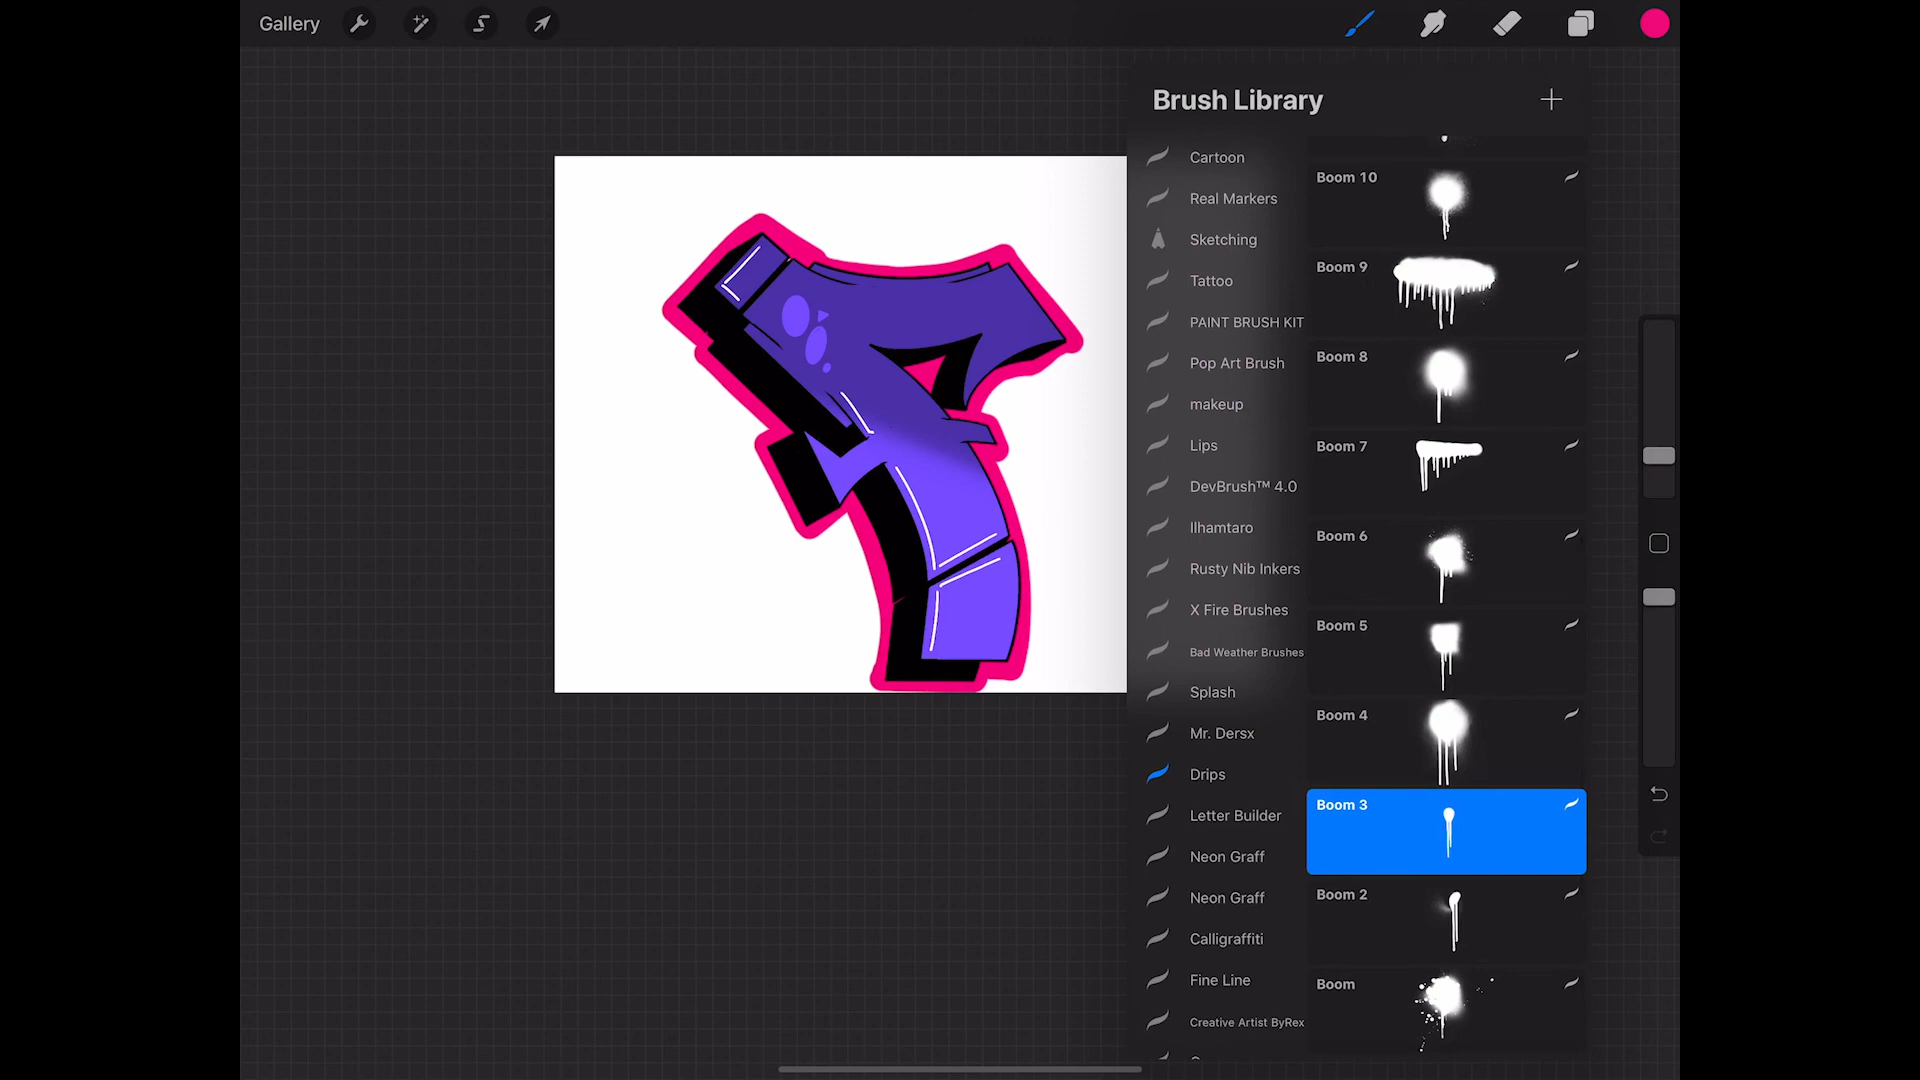 Gallery
Brush Library
Cartoon
Real Markers
Sketching
Tattoo
PAINT BRUSH KIT
Pop Art Brush
makeup
Lips
DevBrush™ 4.0
Ilhamtaro
Rusty Nib Inkers
X Fire Brushes
Bad Weather Brushes
Splash
Mr. Dersx
Drips
Letter Builder
Neon Graff
Neon Graff
Calligraffiti
Fine Line
Creative Artist ByRex
Boom 10
Boom 9
Boom 8
Boom 7
Boom 6
Boom 5
Boom 4
Boom 3
Boom 2
Boom